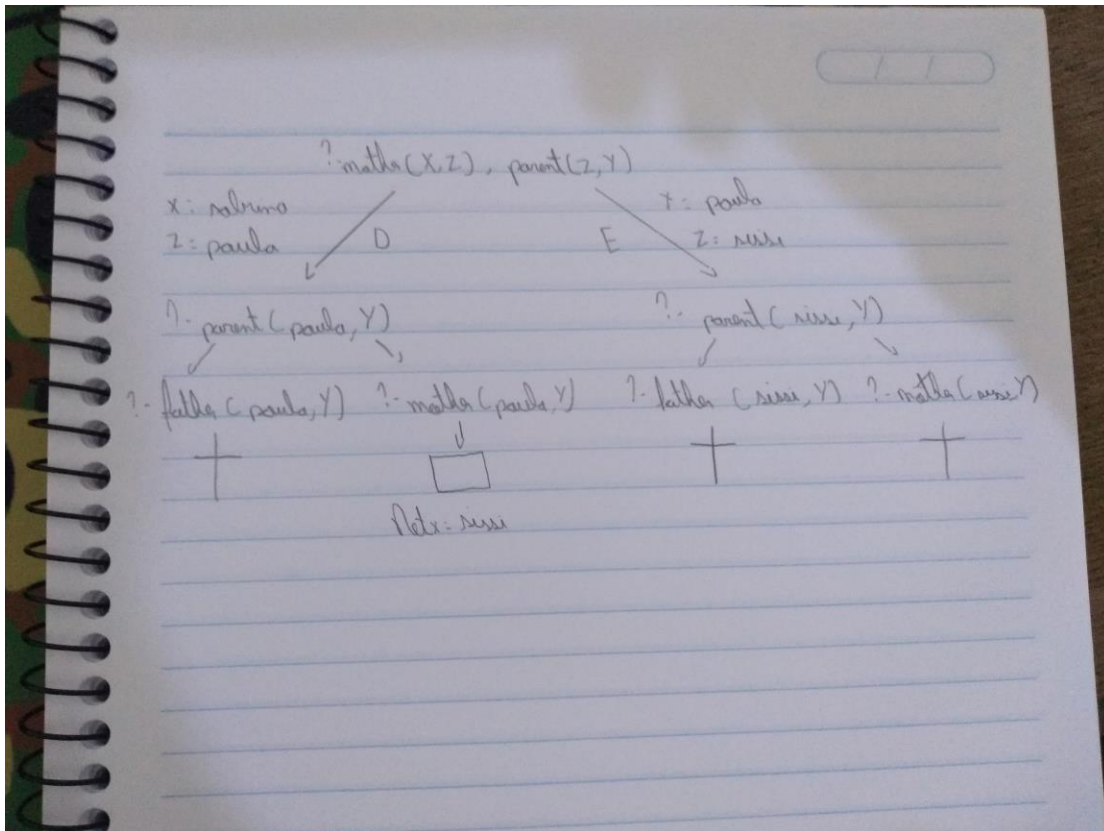 ?- mother(X,Z), parent(Z,Y)
X = sabrina X = paula
Z = paula D E Z = sissi
?- parent(paula,Y) ?- parent(sissi,Y)
?- father(paula,Y) ?- mother(paula,Y) ?- father(sissi,Y) ?- mother(sissi,Y)
= sissi